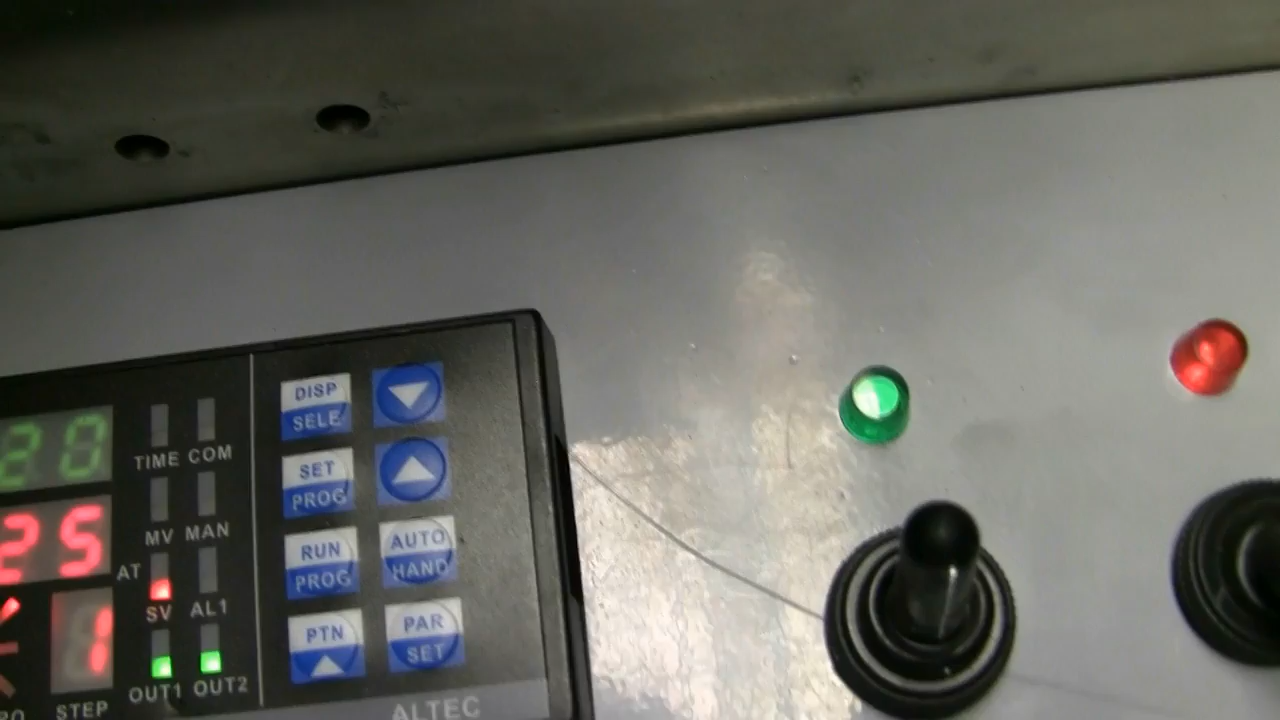 20
25
1
TIME COM
MV MAN
AT
SV AL1
OUT1 OUT2
STEP
DISP
SELE
SET
PROG
RUN
PROG
AUTO
HAND
PTN
PAR
SET
ALTEC